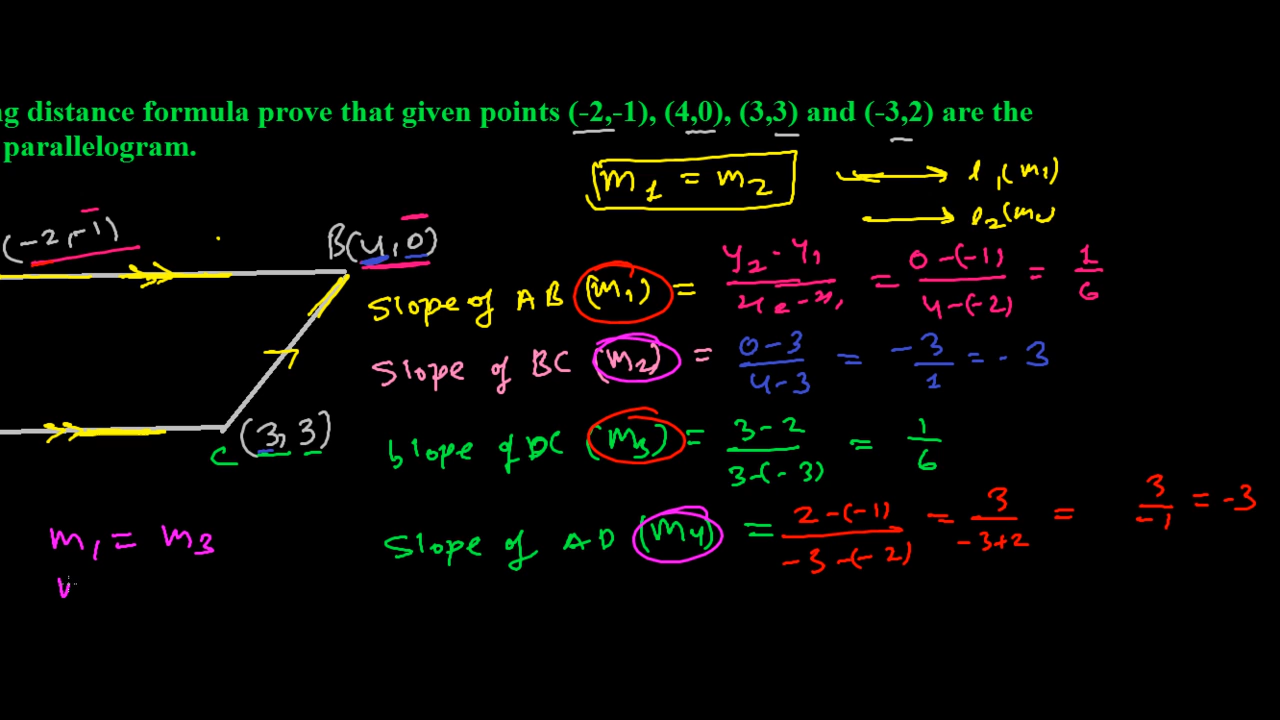 ng distance formula prove that given points (-2,-1), (4,0), (3,3) and (-3,2) are the
parallelogram.
m1 = m2
l1(m1)
l2(m2)
(-2,-1)
B(4,0)
Slope of AB (m1) = y2-y1/x2-x1 = 0-(-1)/4-(-2) = 1/6
Slope of BC (m2) = 0-3/4-3 = -3/1 = -3
C (3,3)
Slope of DC (m3) = 3-2/3-(-3) = 1/6
Slope of AD (m4) = 2-(-1)/-3-(-2) = 3/-3+2 = 3/-1 = -3
m1 = m3